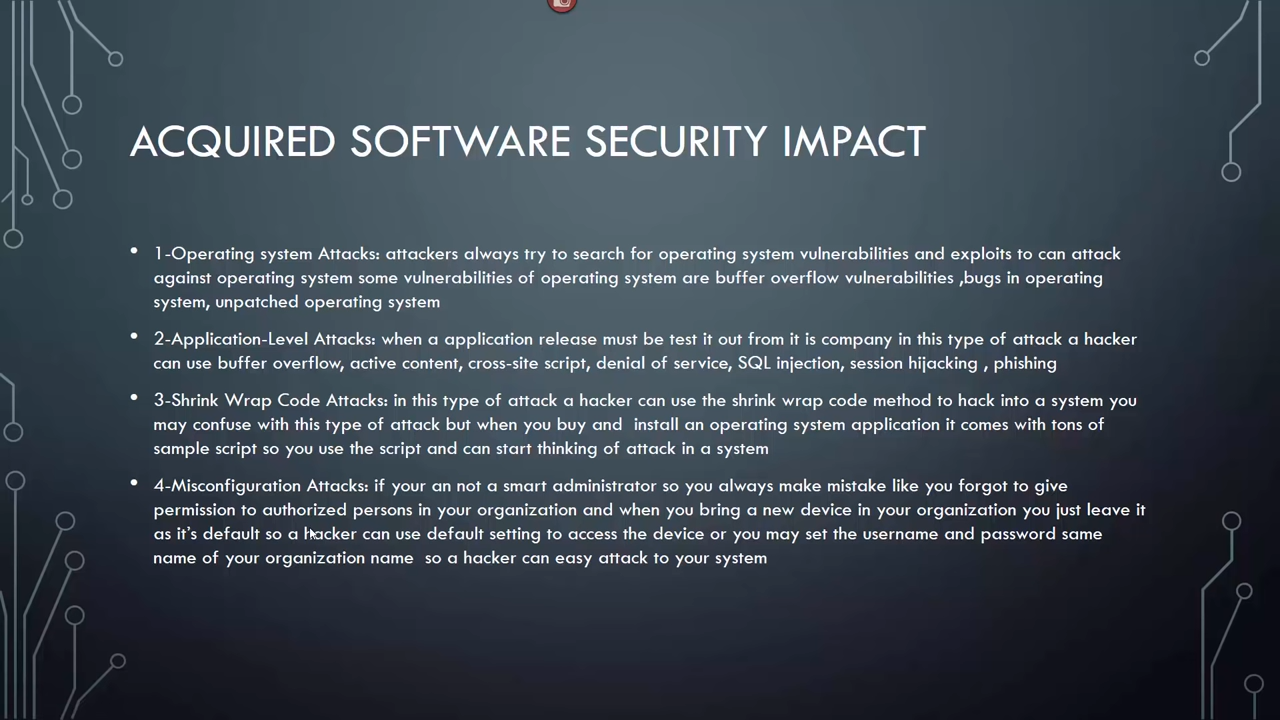 ACQUIRED SOFTWARE SECURITY IMPACT
• 1-Operating system Attacks: attackers always try to search for operating system vulnerabilities and exploits to can attack
against operating system some vulnerabilities of operating system are buffer overflow vulnerabilities ,bugs in operating
system, unpatched operating system
• 2-Application-Level Attacks: when a application release must be test it out from it is company in this type of attack a hacker
can use buffer overflow, active content, cross-site script, denial of service, SQL injection, session hijacking , phishing
• 3-Shrink Wrap Code Attacks: in this type of attack a hacker can use the shrink wrap code method to hack into a system you
may confuse with this type of attack but when you buy and  install an operating system application it comes with tons of
sample script so you use the script and can start thinking of attack in a system
• 4-Misconfiguration Attacks: if your an not a smart administrator so you always make mistake like you forgot to give
permission to authorized persons in your organization and when you bring a new device in your organization you just leave it
as it’s default so a hacker can use default setting to access the device or you may set the username and password same
name of your organization name  so a hacker can easy attack to your system